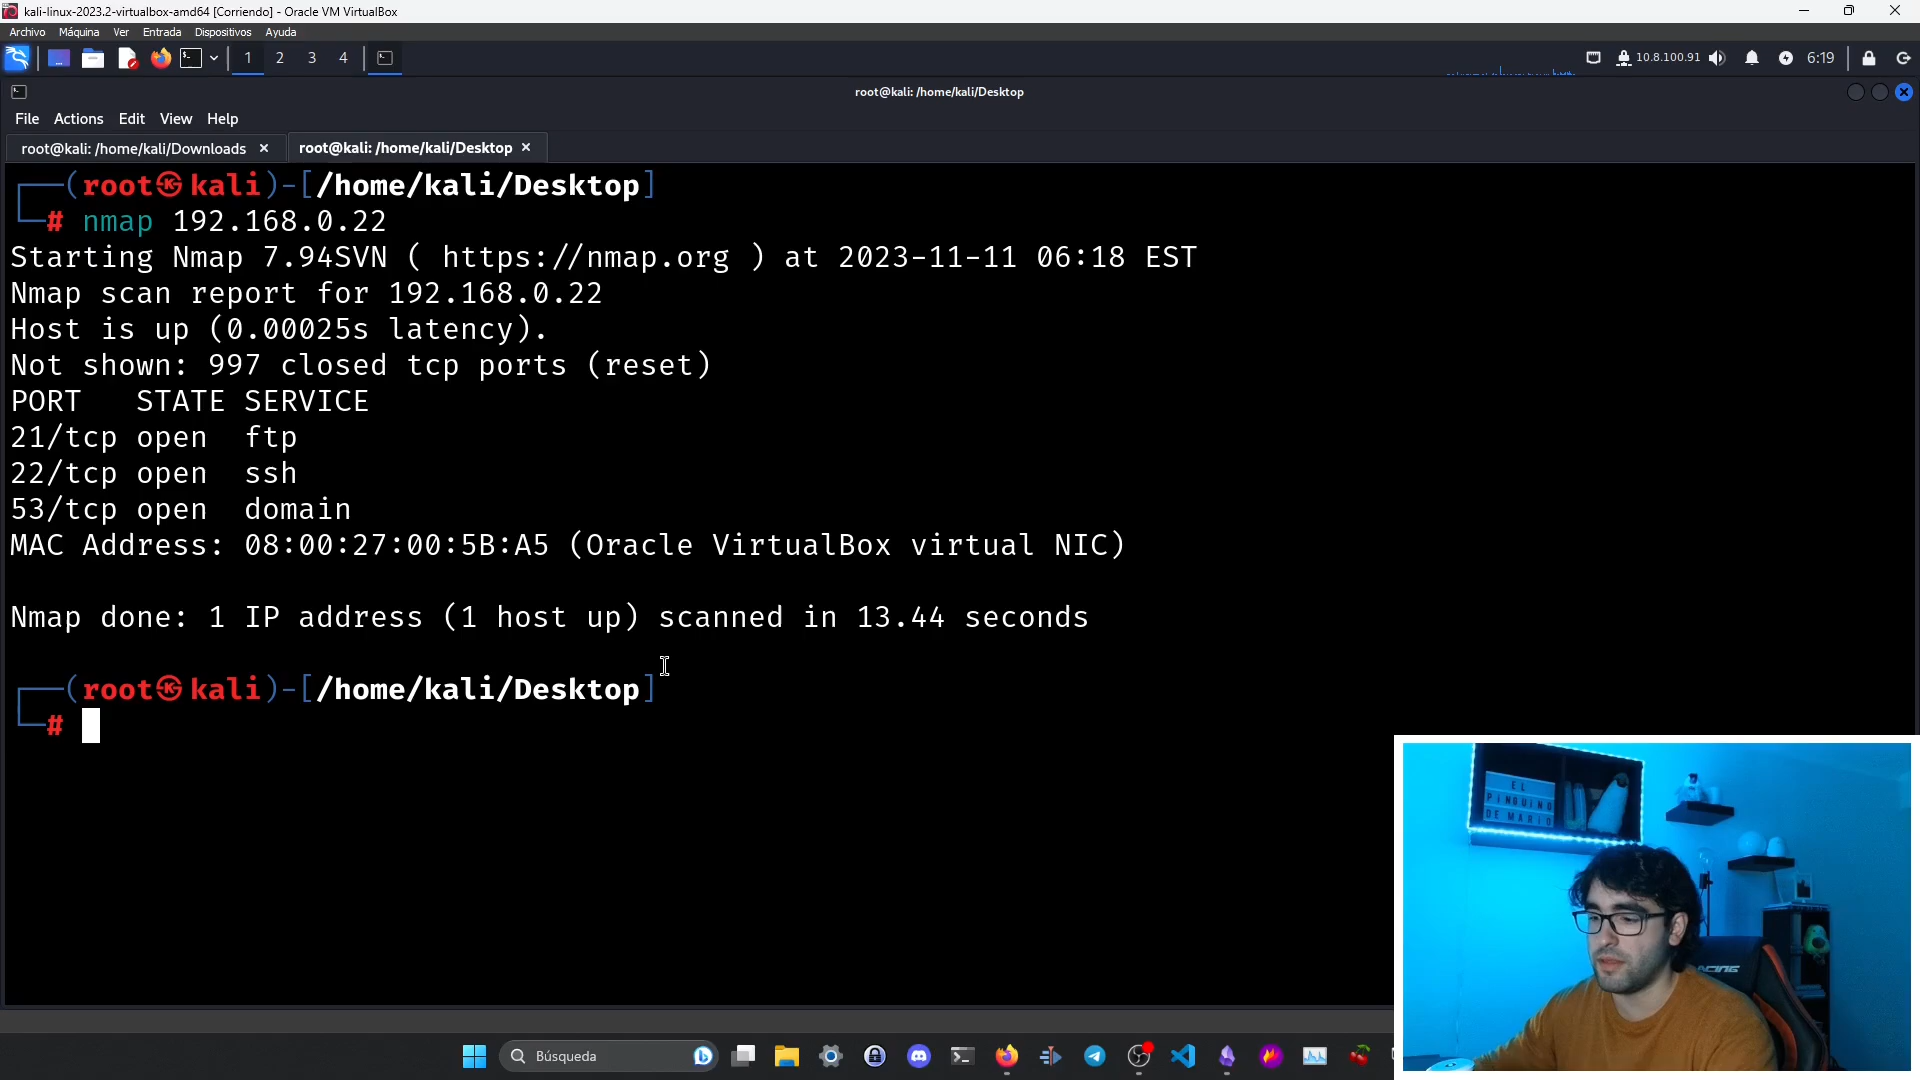 kali-linux-2023.2-virtualbox-amd64 [Corriendo] - Oracle VM VirtualBox
Archivo Máquina Ver Entrada Dispositivos Ayuda
1 2 3 4 10.8.100.91 6:19
root@kali: /home/kali/Desktop
File Actions Edit View Help
root@kali: /home/kali/Downloads × root@kali: /home/kali/Desktop ×
┌──(root㉿kali)-[/home/kali/Desktop]
└─# nmap 192.168.0.22
Starting Nmap 7.94SVN ( https://nmap.org ) at 2023-11-11 06:18 EST
Nmap scan report for 192.168.0.22
Host is up (0.00025s latency).
Not shown: 997 closed tcp ports (reset)
PORT   STATE SERVICE
21/tcp open  ftp
22/tcp open  ssh
53/tcp open  domain
MAC Address: 08:00:27:00:5B:A5 (Oracle VirtualBox virtual NIC)
Nmap done: 1 IP address (1 host up) scanned in 13.44 seconds
┌──(root㉿kali)-[/home/kali/Desktop]
└─#
EL
PINGUINO
DE MARIO
Búsqueda